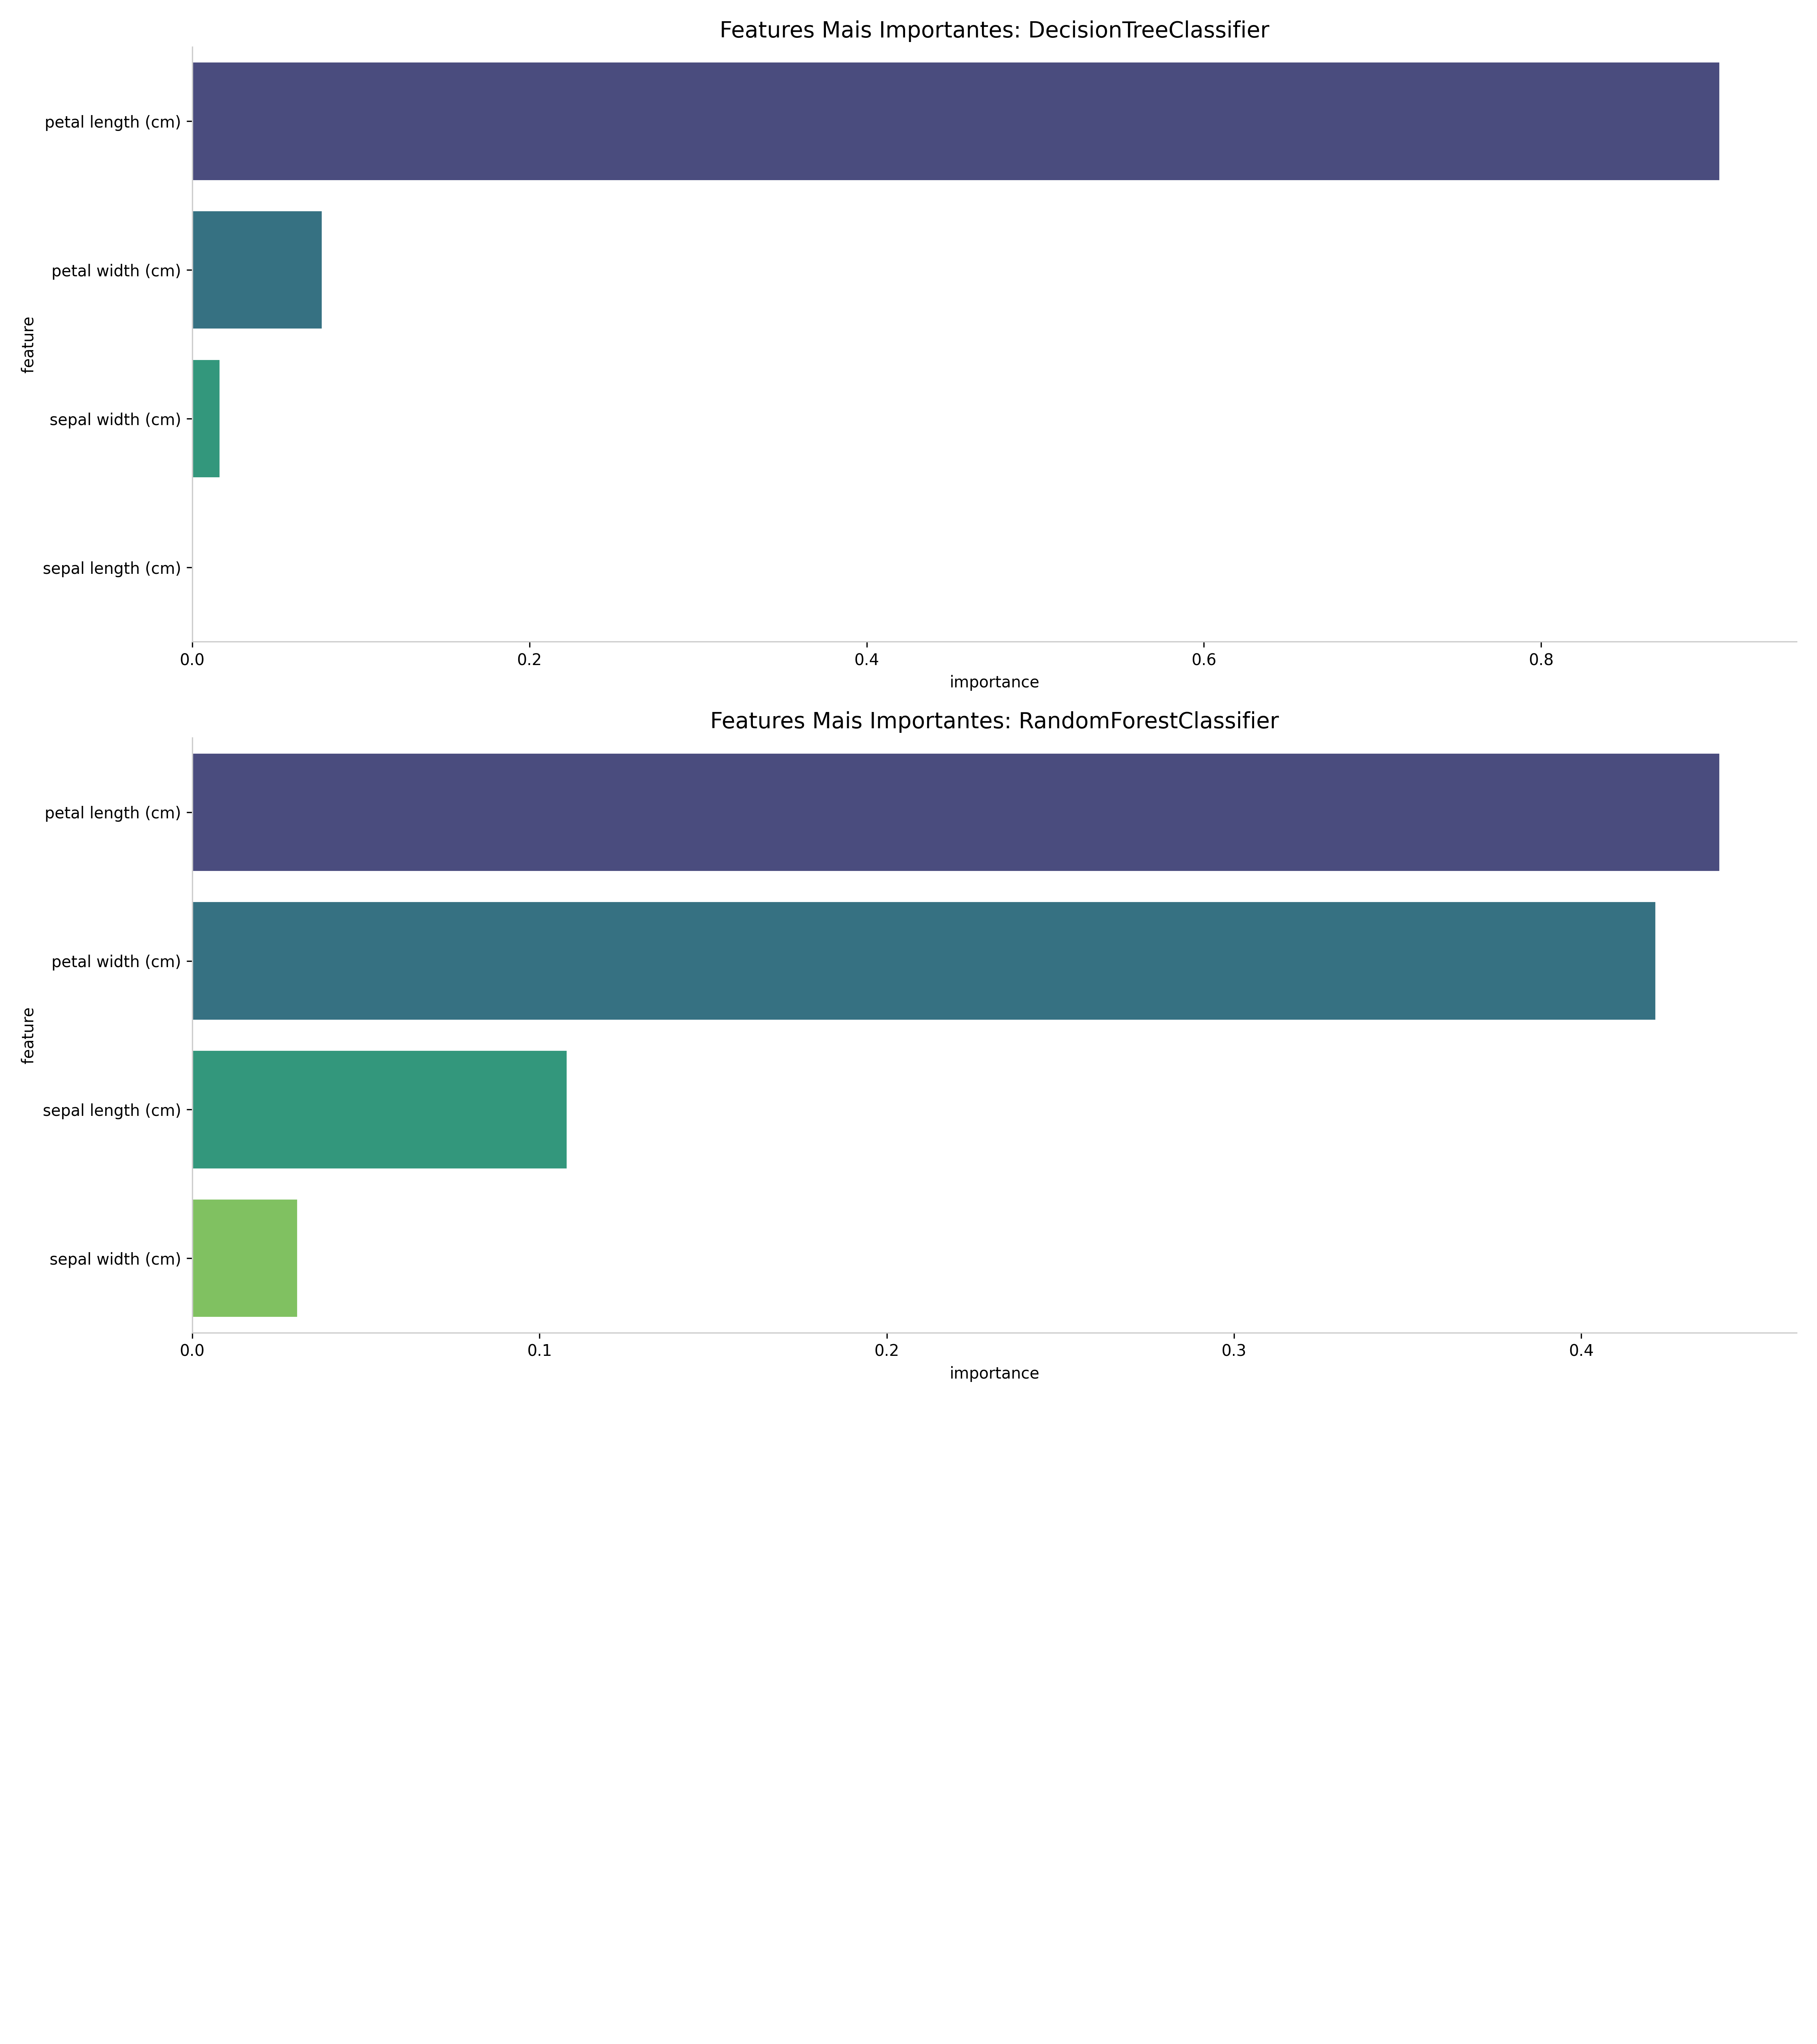 Features Mais Importantes: DecisionTreeClassifier
petal length (cm)
petal width (cm)
sepal width (cm)
sepal length (cm)
feature
0.0 0.2 0.4 0.6 0.8
importance
Features Mais Importantes: RandomForestClassifier
petal length (cm)
petal width (cm)
sepal length (cm)
sepal width (cm)
feature
0.0 0.1 0.2 0.3 0.4
importance